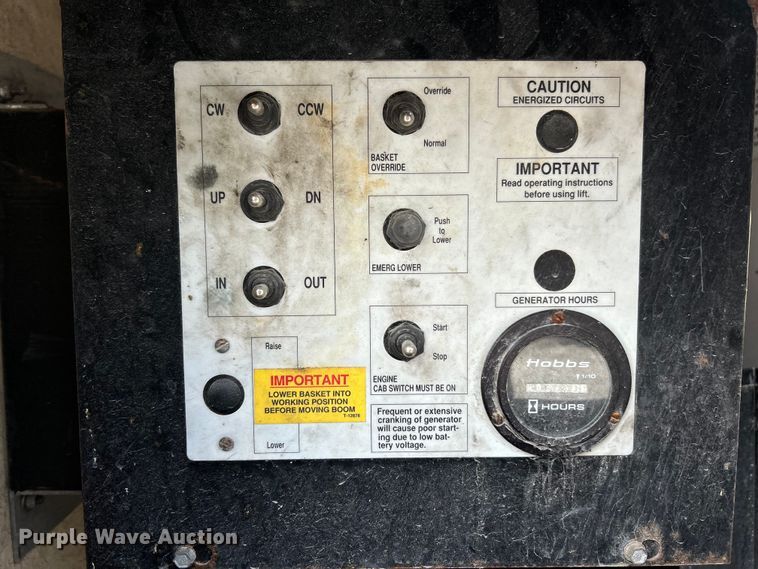 CW CCW
UP DN
IN OUT
Override
Normal
BASKET
OVERRIDE
Push
to
Lower
EMERG LOWER
Start
Stop
ENGINE
CAB SWITCH MUST BE ON
Frequent or extensive
cranking of generator
will cause poor start-
ing due to low bat-
tery voltage.
CAUTION
ENERGIZED CIRCUITS
IMPORTANT
Read operating instructions
before using lift.
GENERATOR HOURS
Hobbs
1/10
HOURS
Raise
IMPORTANT
LOWER BASKET INTO
WORKING POSITION
BEFORE MOVING BOOM
T-12878
Lower
Purple Wave Auction